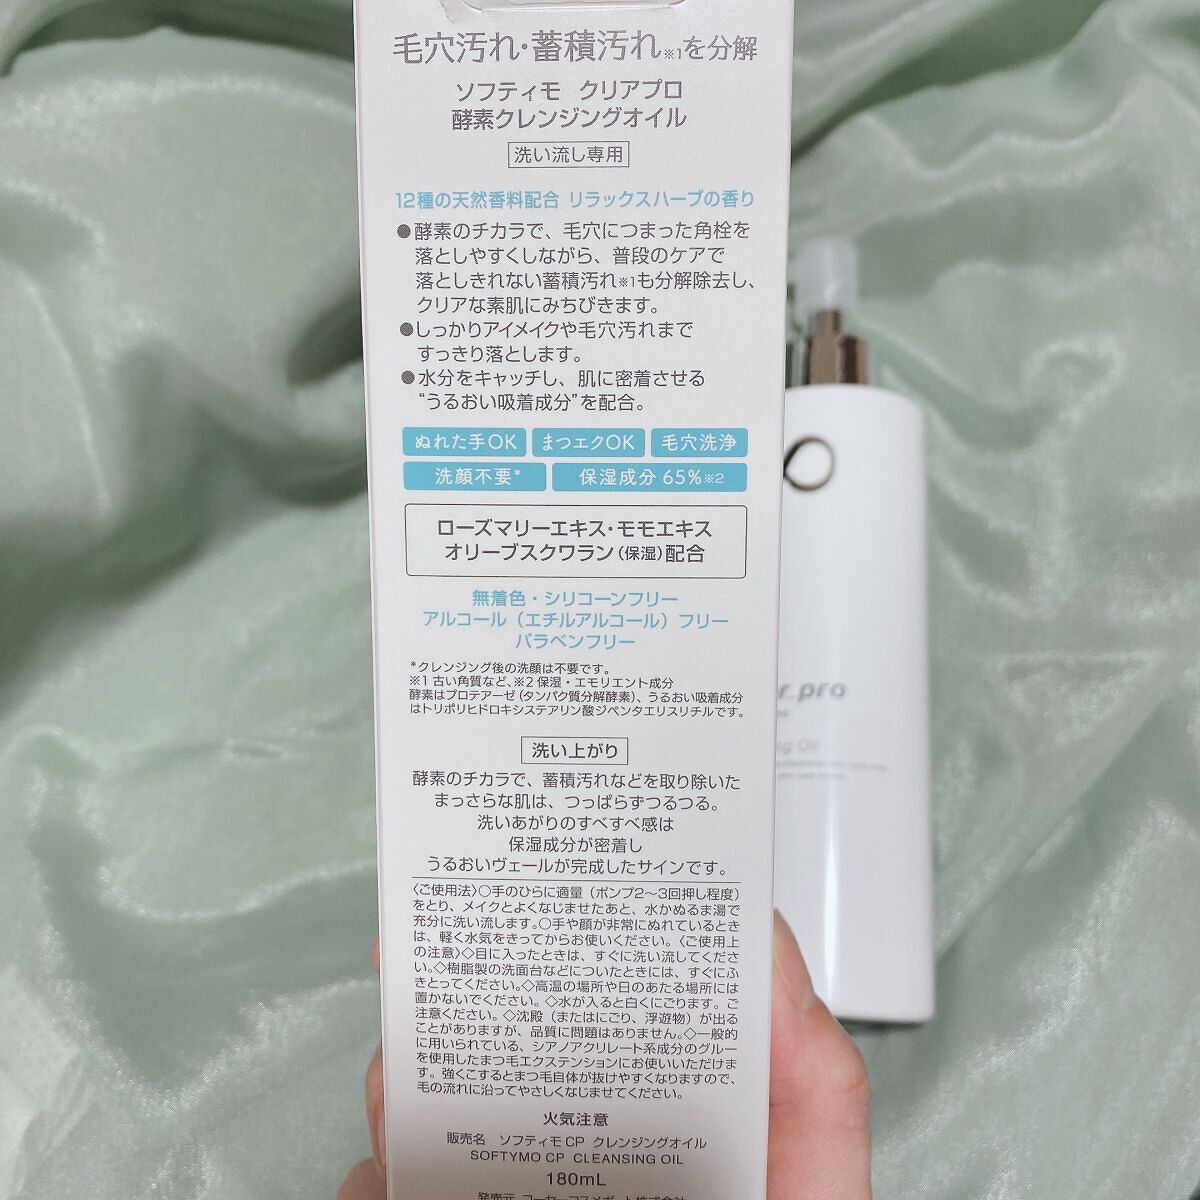 毛穴汚れ・蓄積汚れ※1を分解
ソフティモ クリアプロ
酵素クレンジングオイル
洗い流し専用
12種の天然香料配合 リラックスハーブの香り
●酵素のチカラで、毛穴につまった角栓を
落としやすくしながら、普段のケアで
落としきれない蓄積汚れ※1も分解除去し、
クリアな素肌にみちびきます。
●しっかりアイメイクや毛穴汚れまで
すっきり落とします。
●水分をキャッチし、肌に密着させる
“うるおい吸着成分”を配合。
ぬれた手OK まつエクOK 毛穴洗浄
洗顔不要* 保湿成分 65%※2
ローズマリーエキス・モモエキス
オリーブスクワラン(保湿)配合
無着色・シリコーンフリー
アルコール(エチルアルコール)フリー
パラベンフリー
*クレンジング後の洗顔は不要です。
※1 古い角質など、※2 保湿・エモリエント成分
酵素はプロテアーゼ(タンパク質分解酵素)、うるおい吸着成分
はトリポリヒドロキシステアリン酸ジペンタエリスリチルです。
洗い上がり
酵素のチカラで、蓄積汚れなどを取り除いた
まっさらな肌は、つっぱらずつるつる。
洗いあがりのすべすべ感は
保湿成分が密着し
うるおいヴェールが完成したサインです。
〈ご使用法〉○手のひらに適量(ポンプ2〜3回押し程度)
をとり、メイクとよくなじませたあと、水かぬるま湯で
充分に洗い流します。○手や顔が非常にぬれているとき
は、軽く水気をきってからお使いください。〈ご使用上
の注意〉◇目に入ったときは、すぐに洗い流してくださ
い。◇樹脂製の洗面台などについたときには、すぐにふ
きとってください。◇高温の場所や日のあたる場所には
置かないでください。◇水が入ると白くにごります。ご
注意ください。◇沈殿(またはにごり、浮遊物)が出る
ことがありますが、品質に問題はありません。◇一般的
に用いられている、シアノアクリレート系成分のグルー
を使用したまつ毛エクステンションにお使いいただけま
す。強くこするとまつ毛自体が抜けやすくなりますので、
毛の流れに沿ってやさしくなじませてください。
火気注意
販売名 ソフティモ CP クレンジングオイル
SOFTYMO CP CLEANSING OIL
180mL
発売元 コーセーコスメポート株式会社
r.pro
ng Oil